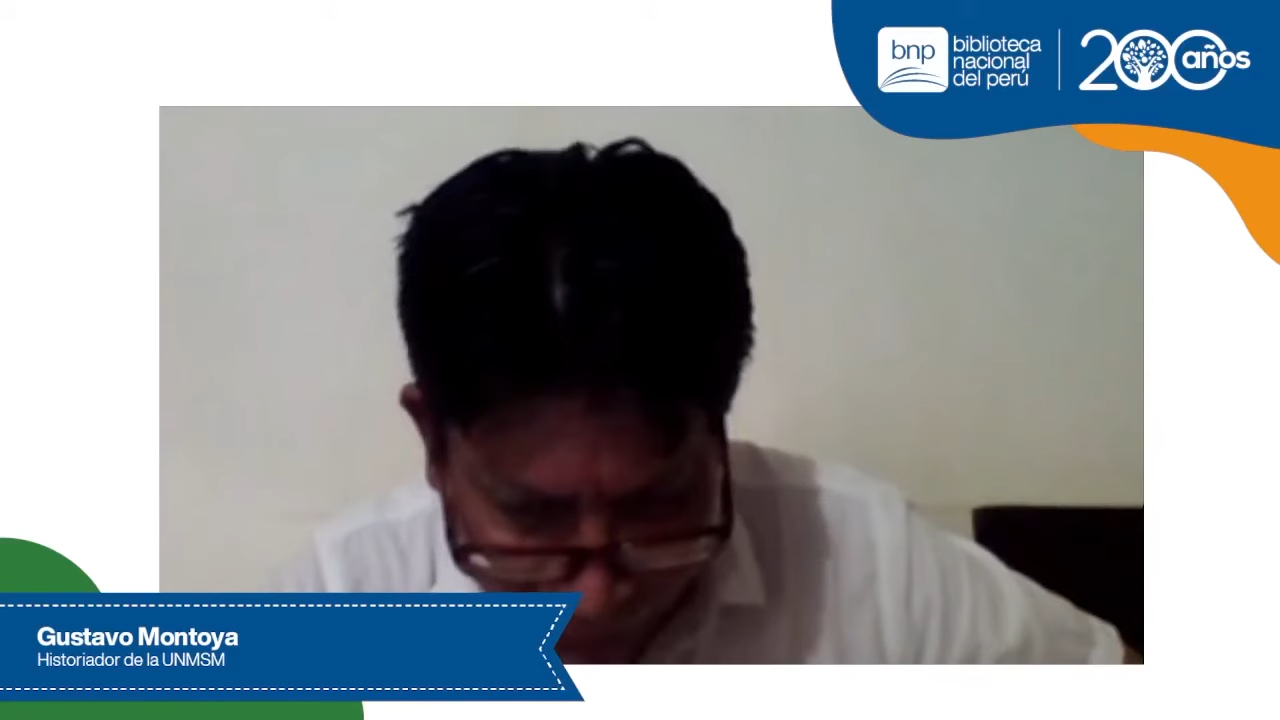 bnp
biblioteca
nacional
del perú
200 años
Gustavo Montoya
Historiador de la UNMSM